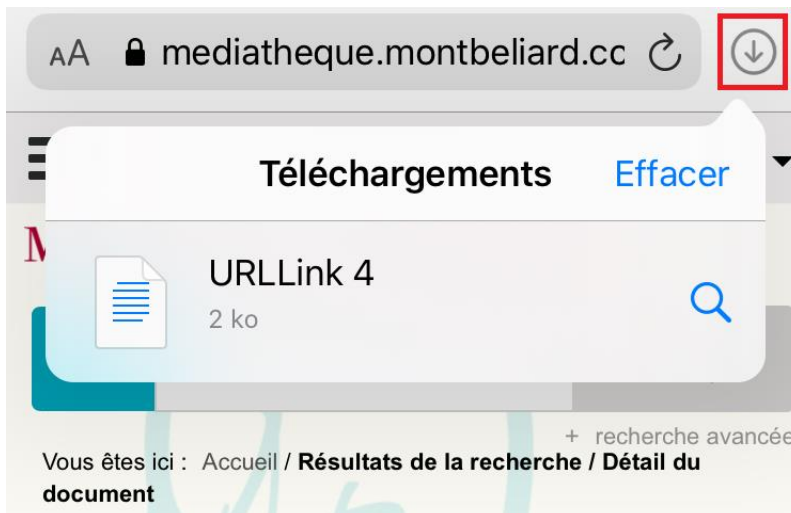 AA mediatheque.montbeliard.cc
Téléchargements Effacer
M
URLLink 4
2 ko
+ recherche avancée
Vous êtes ici : Accueil / Résultats de la recherche / Détail du
document